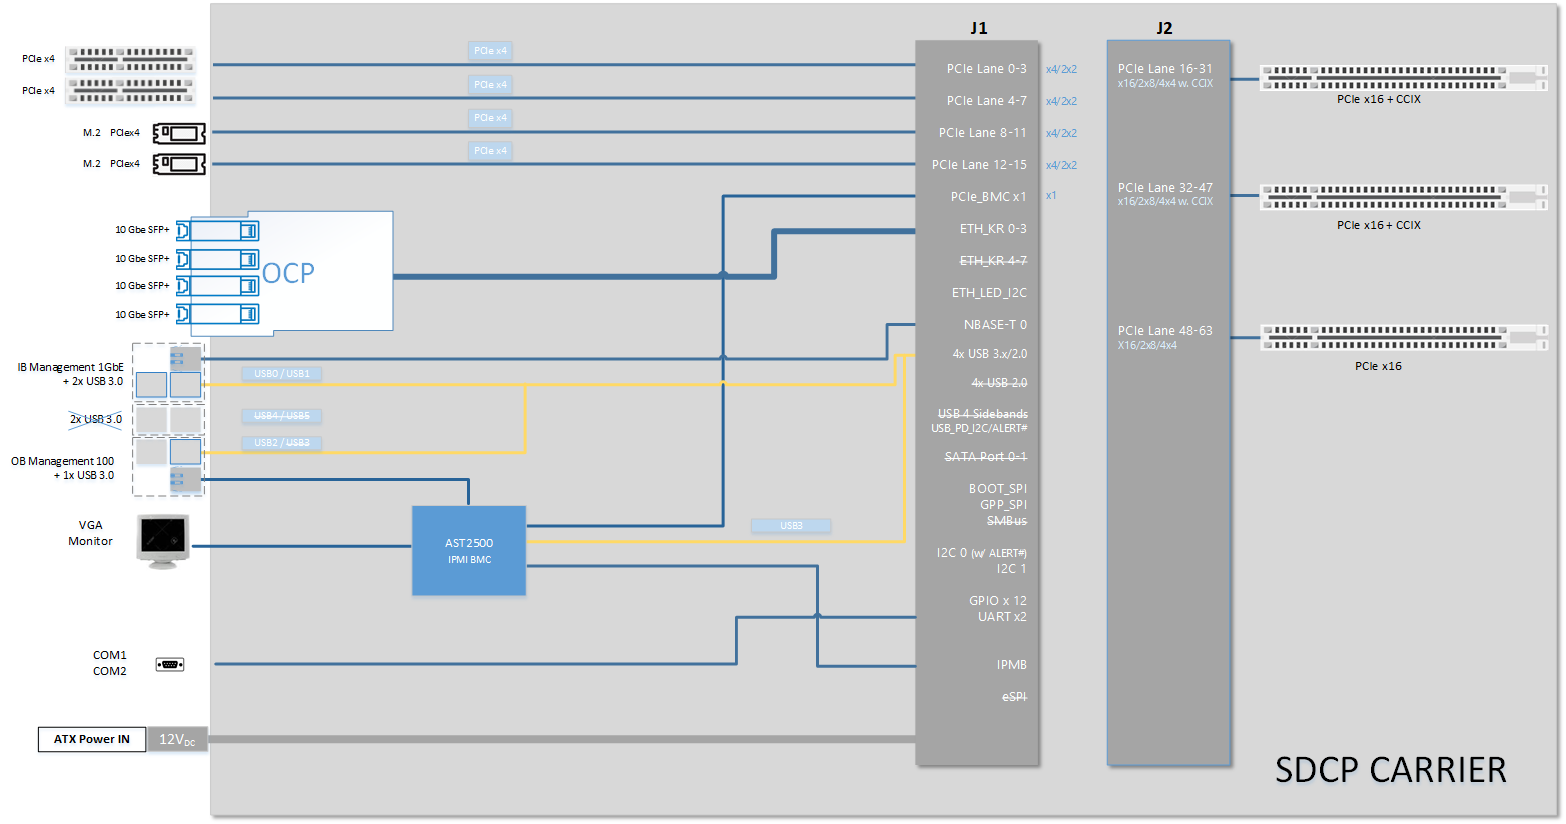 J1
J2
PCIe x4
PCIe x4
M.2 PCIex4
M.2 PCIex4
PCIe x4
PCIe x4
PCIe x4
PCIe x4
10 Gbe SFP+
10 Gbe SFP+
10 Gbe SFP+
10 Gbe SFP+
OCP
IB Management 1GbE
+ 2x USB 3.0
2x USB 3.0
OB Management 100
+ 1x USB 3.0
USB0 / USB1
USB4 / USB5
USB2 / USB3
VGA
Monitor
AST2500
IPMI BMC
USB3
COM1
COM2
ATX Power IN
12VDC
PCIe Lane 0-3
PCIe Lane 4-7
PCIe Lane 8-11
PCIe Lane 12-15
PCIe_BMC x1
ETH_KR 0-3
ETH_KR 4-7
ETH_LED_I2C
NBASE-T 0
4x USB 3.x/2.0
4x USB 2.0
USB 4 Sidebands
USB_PD_I2C/ALERT#
SATA Port 0-1
BOOT_SPI
GPP_SPI
SMBus
I2C 0 (w/ ALERT#)
I2C 1
GPIO x 12
UART x2
IPMB
eSPI
x4/2x2
x4/2x2
x4/2x2
x4/2x2
x1
PCIe Lane 16-31
x16/2x8/4x4 w. CCIX
PCIe Lane 32-47
x16/2x8/4x4 w. CCIX
PCIe Lane 48-63
X16/2x8/4x4
PCIe x16 + CCIX
PCIe x16 + CCIX
PCIe x16
SDCP CARRIER